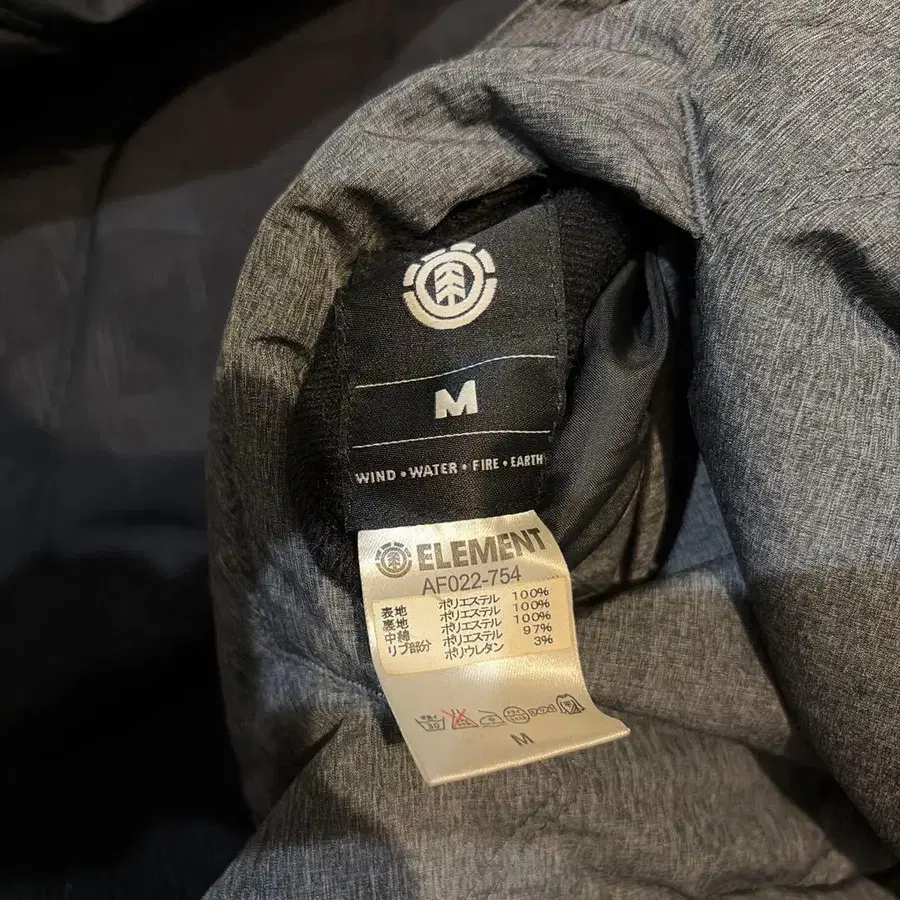 M
WIND • WATER • FIRE • EARTH
ELEMENT
AF022-754
表地 ポリエステル 100%
裏地 ポリエステル 100%
中綿 ポリエステル 100%
リブ部分 ポリエステル 97%
ポリウレタン 3%
M